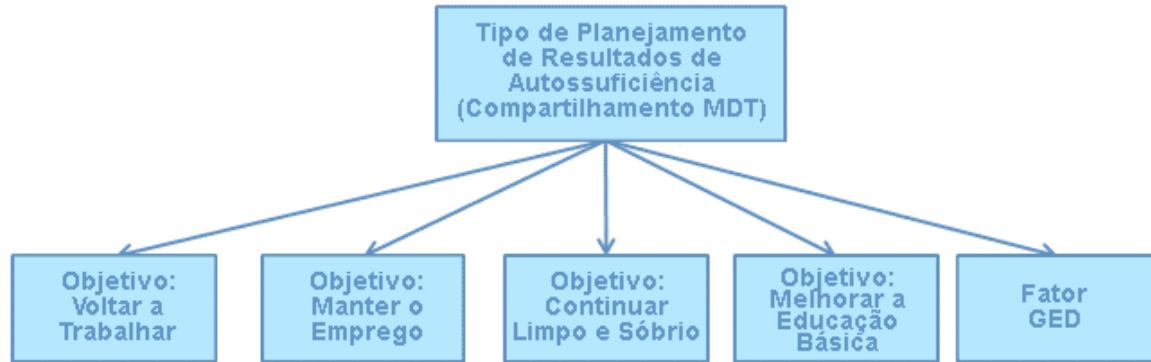 Tipo de Planejamento
de Resultados de
Autossuficiência
(Compartilhamento MDT)
Objetivo:
Voltar a
Trabalhar
Objetivo:
Manter o
Emprego
Objetivo:
Continuar
Limpo e Sóbrio
Objetivo:
Melhorar a
Educação
Básica
Fator
GED